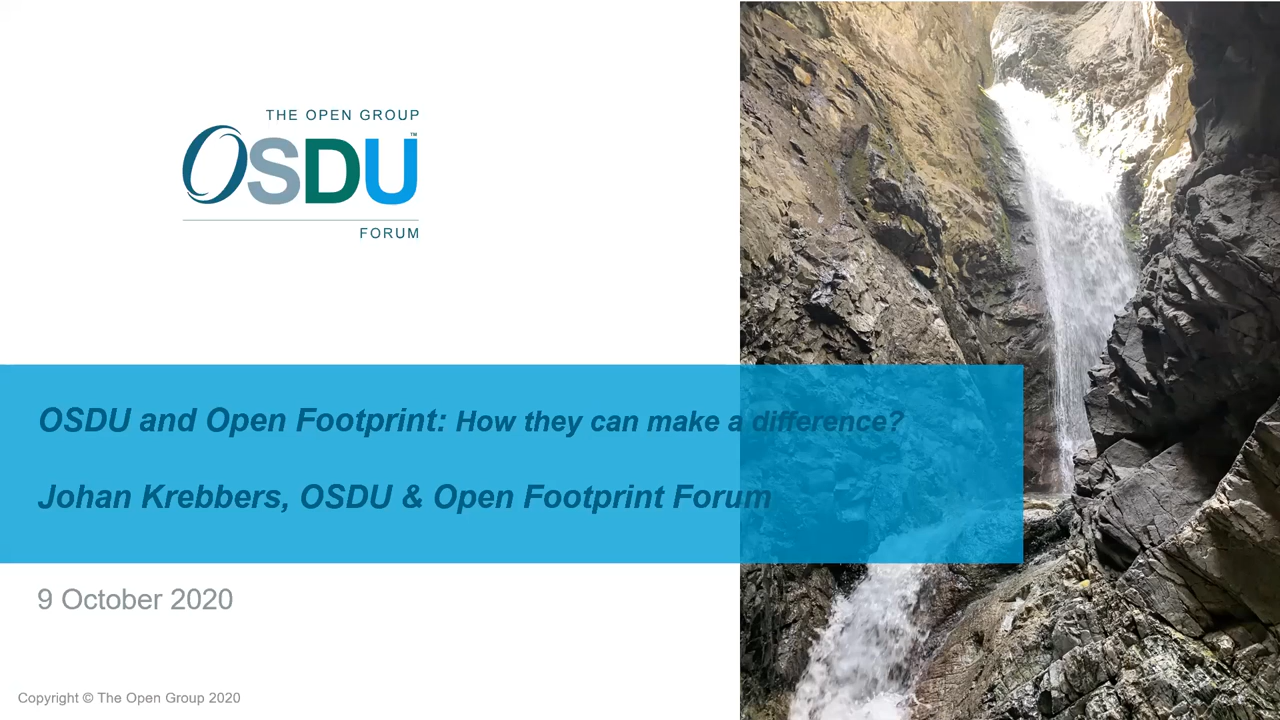 THE OPEN GROUP
OSDU™
FORUM
OSDU and Open Footprint: How they can make a difference?
Johan Krebbers, OSDU & Open Footprint Forum
9 October 2020
Copyright © The Open Group 2020